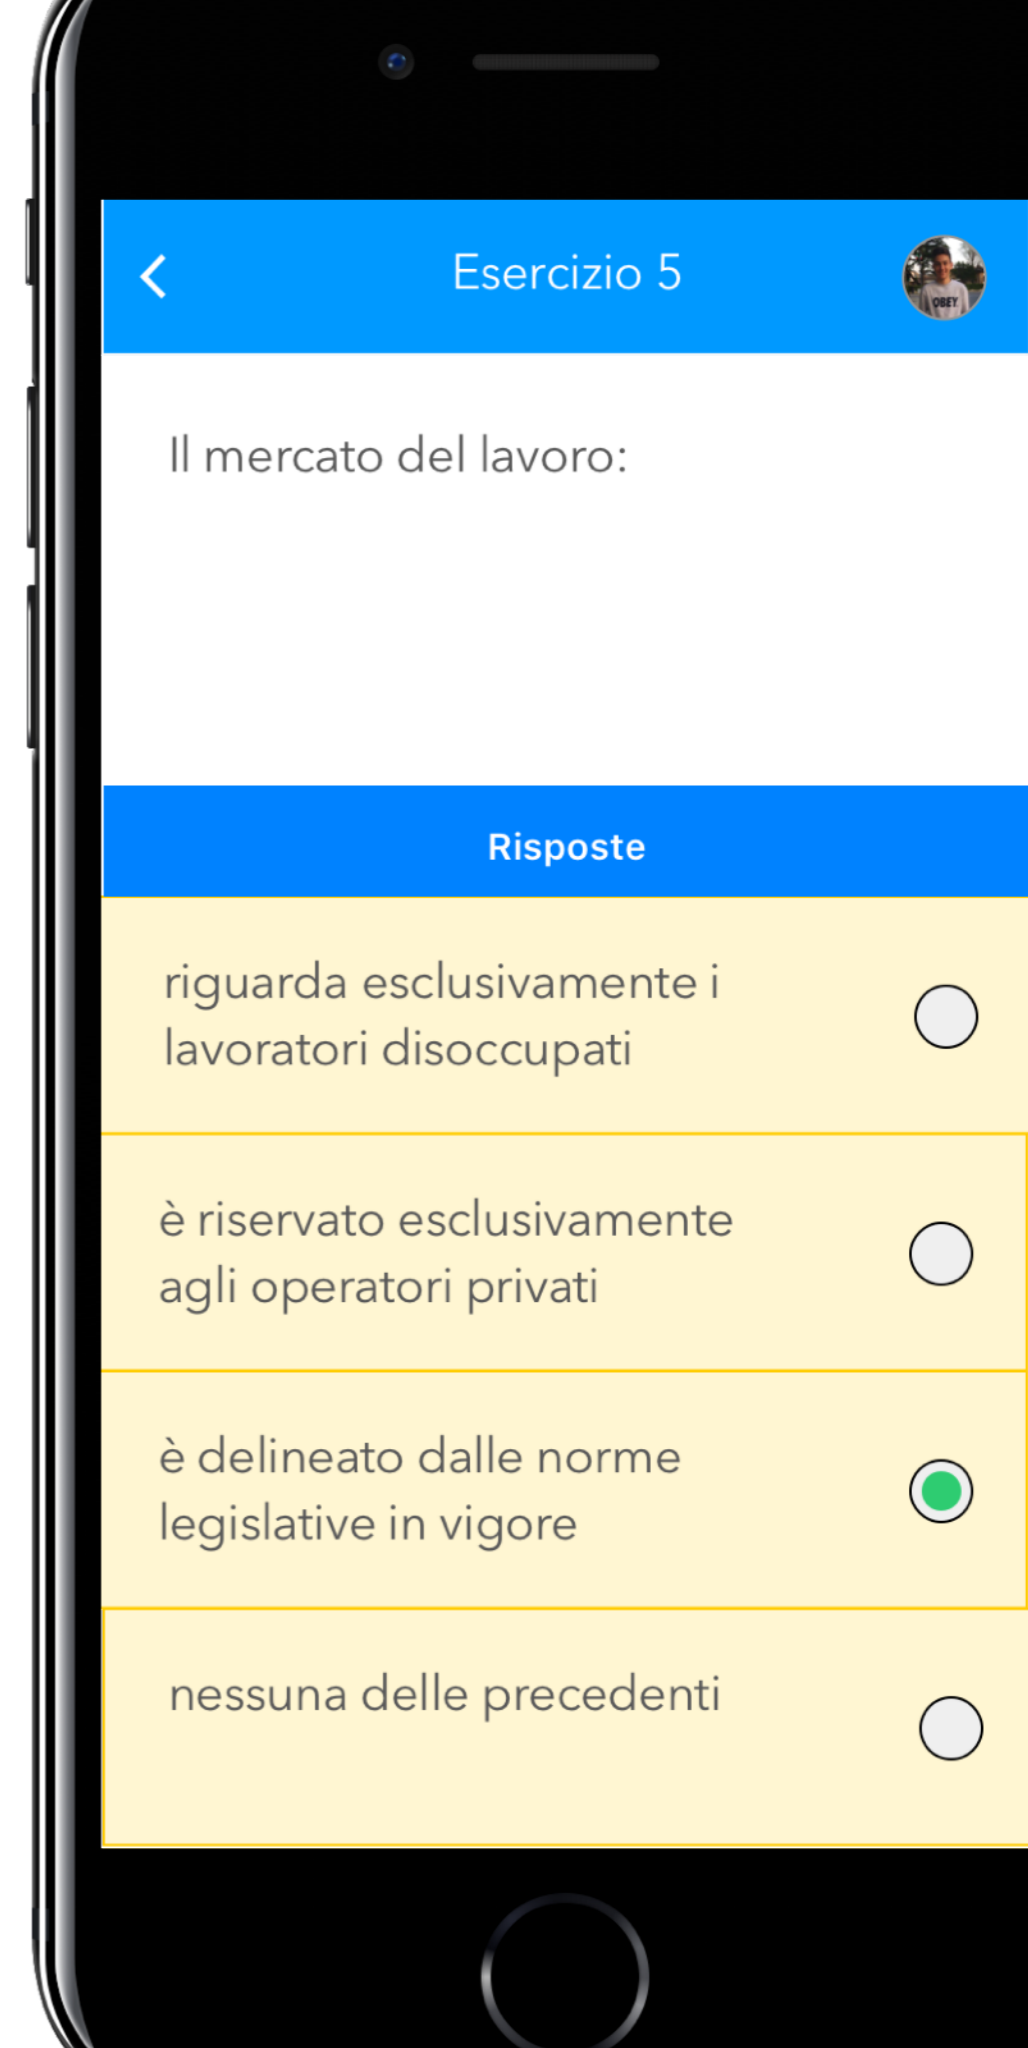 Esercizio 5
OBEY
Il mercato del lavoro:
Risposte
riguarda esclusivamente i
lavoratori disoccupati
è riservato esclusivamente
agli operatori privati
è delineato dalle norme
legislative in vigore
nessuna delle precedenti